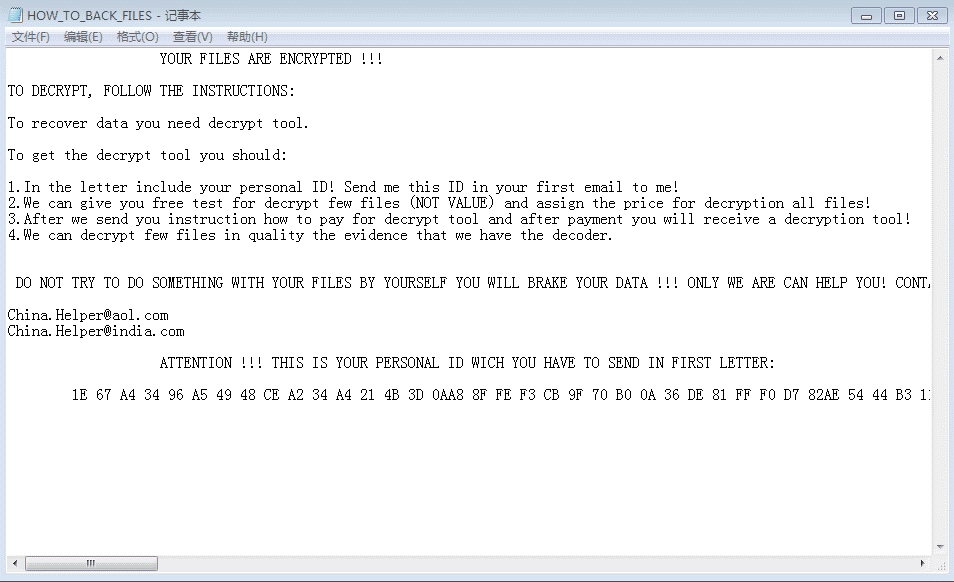 HOW_TO_BACK_FILES - 记事本
文件(F) 编辑(E) 格式(O) 查看(V) 帮助(H)
YOUR FILES ARE ENCRYPTED !!!
TO DECRYPT, FOLLOW THE INSTRUCTIONS:
To recover data you need decrypt tool.
To get the decrypt tool you should:
1.In the letter include your personal ID! Send me this ID in your first email to me!
2.We can give you free test for decrypt few files (NOT VALUE) and assign the price for decryption all files!
3.After we send you instruction how to pay for decrypt tool and after payment you will receive a decryption tool!
4.We can decrypt few files in quality the evidence that we have the decoder.
DO NOT TRY TO DO SOMETHING WITH YOUR FILES BY YOURSELF YOU WILL BRAKE YOUR DATA !!! ONLY WE ARE CAN HELP YOU!
China.Helper@aol.com
China.Helper@india.com
ATTENTION !!! THIS IS YOUR PERSONAL ID WICH YOU HAVE TO SEND IN FIRST LETTER:
1E 67 A4 34 96 A5 49 48 CE A2 34 A4 21 4B 3D 0AA8 8F FE F3 CB 9F 70 B0 0A 36 DE 81 FF F0 D7 82AE 54 44 B3